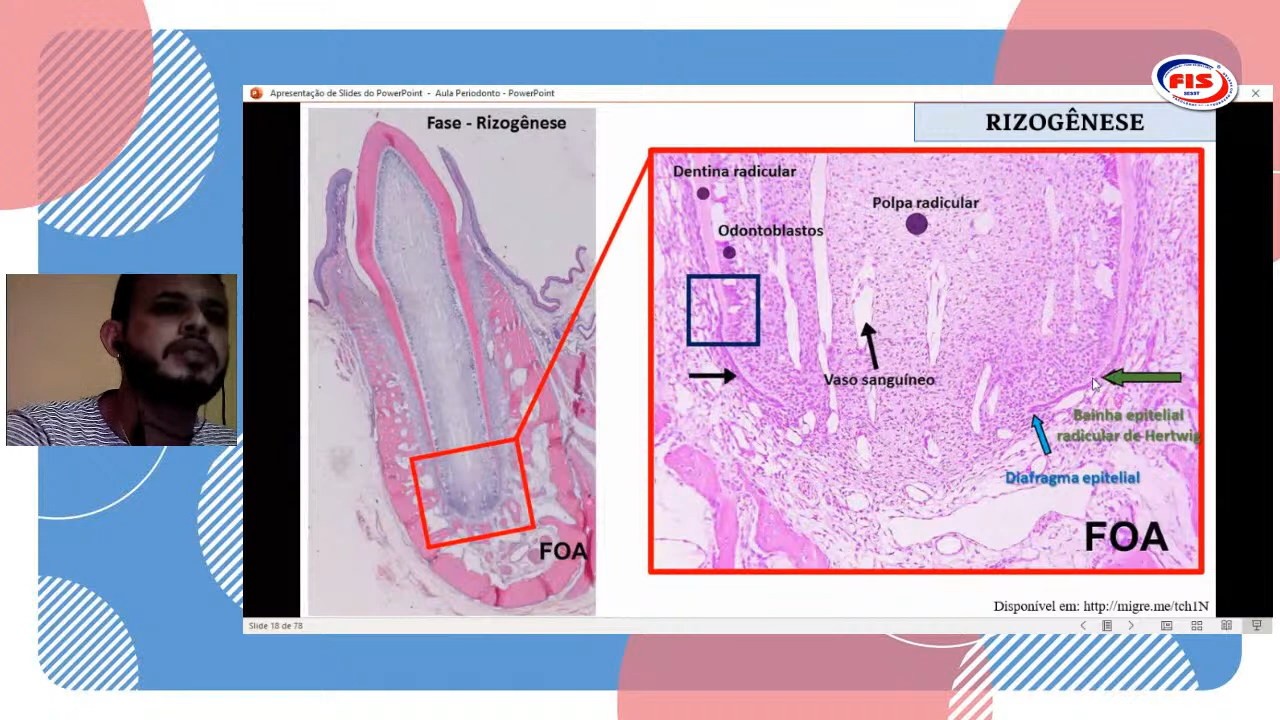 FIS
SESST
Apresentação de Slides do PowerPoint - Aula Periodonto - PowerPoint
RIZOGÊNESE
Fase - Rizogênese
FOA
Dentina radicular
Polpa radicular
Odontoblastos
Vaso sanguíneo
Bainha epitelial
radicular de Hertwig
Diafragma epitelial
FOA
Disponível em: http://migre.me/tch1N
Slide 18 de 78